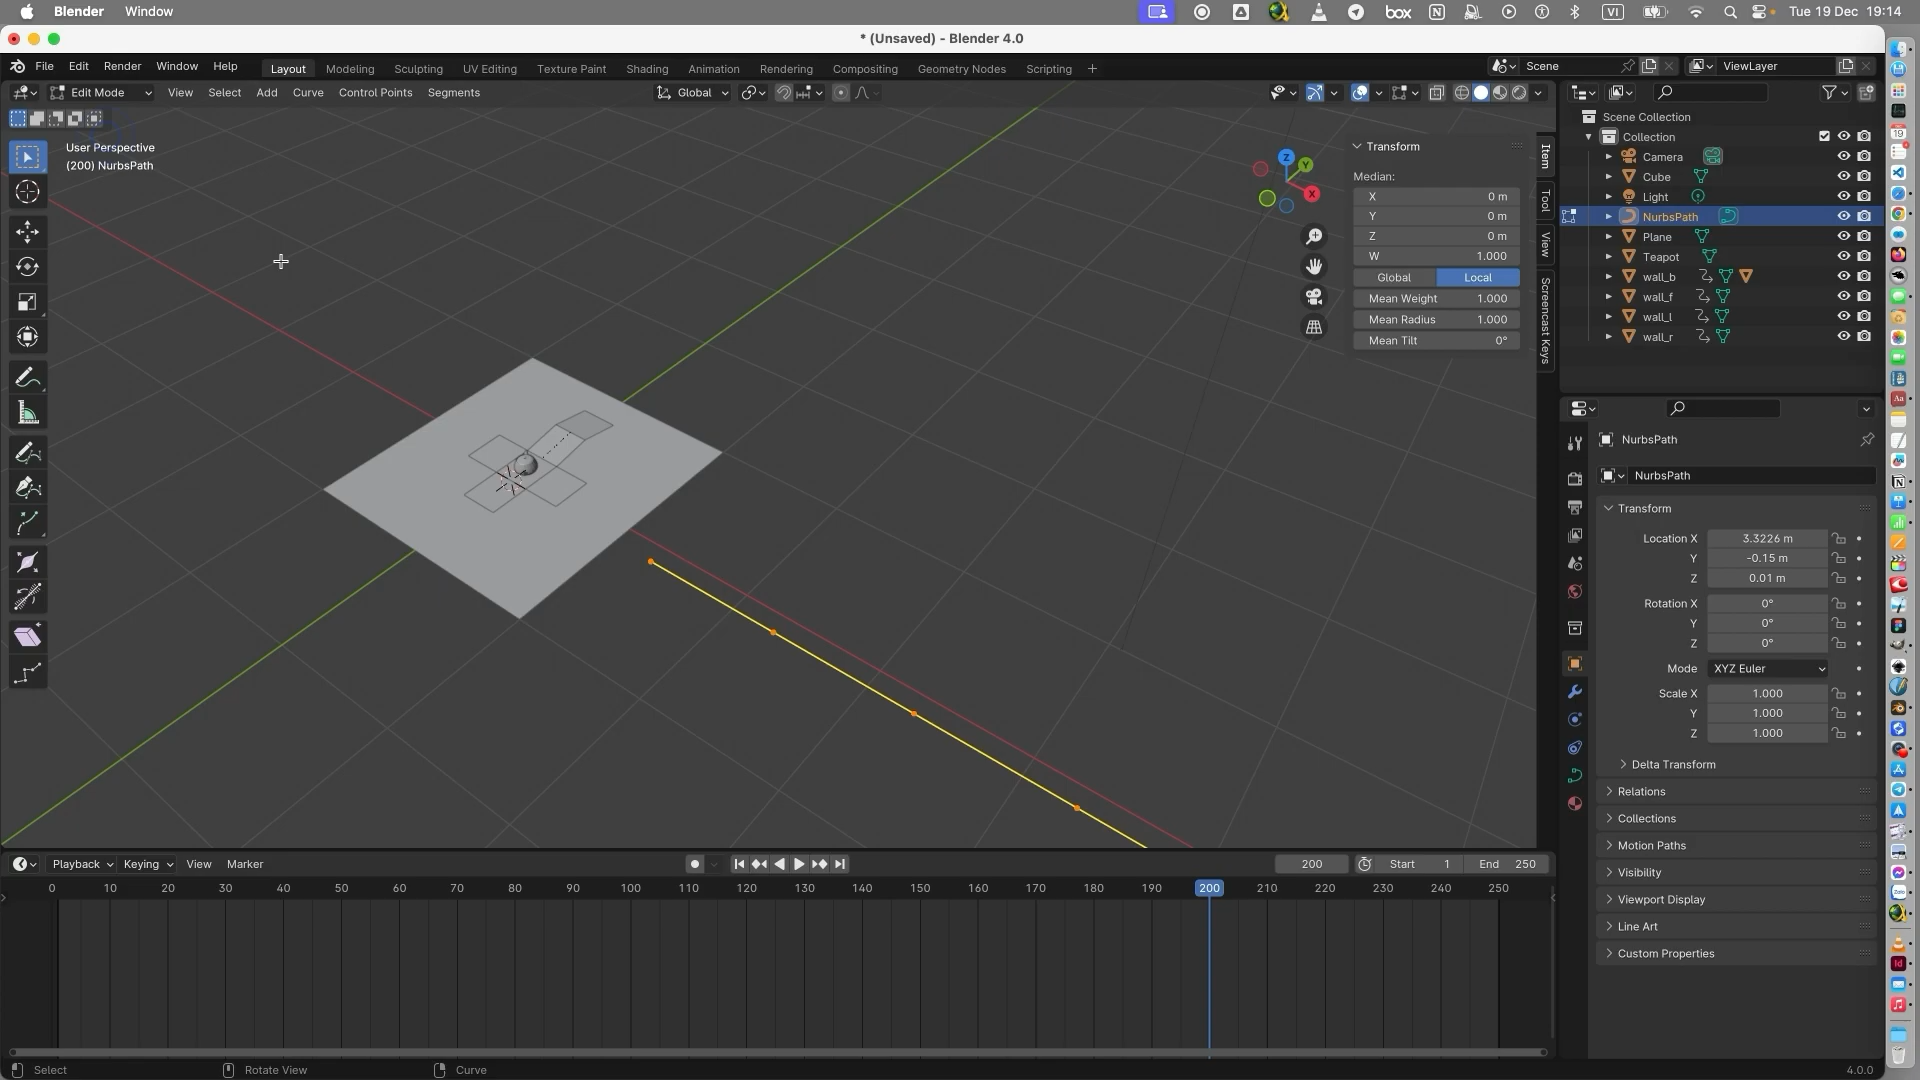 Blender Window
VI Tue 19 Dec 19:14
* (Unsaved) - Blender 4.0
File Edit Render Window Help Layout Modeling Sculpting UV Editing Texture Paint Shading Animation Rendering Compositing Geometry Nodes Scripting + Scene ViewLayer
Edit Mode View Select Add Curve Control Points Segments Global
User Perspective
(200) NurbsPath
Z
Y
X
Transform
Median:
X 0 m
Y 0 m
Z 0 m
W 1.000
Global Local
Mean Weight 1.000
Mean Radius 1.000
Mean Tilt 0°
Item
Tool
View
Screencast Keys
Scene Collection
Collection
Camera
Cube
Light
NurbsPath
Plane
Teapot
wall_b
wall_f
wall_l
wall_r
NurbsPath
NurbsPath
Transform
Location X 3.3226 m
Y -0.15 m
Z 0.01 m
Rotation X 0°
Y 0°
Z 0°
Mode XYZ Euler
Scale X 1.000
Y 1.000
Z 1.000
Delta Transform
Relations
Collections
Motion Paths
Visibility
Viewport Display
Line Art
Custom Properties
Playback Keying View Marker 200 Start 1 End 250
0 10 20 30 40 50 60 70 80 90 100 110 120 130 140 150 160 170 180 190 200 210 220 230 240 250
Select Rotate View Curve 4.0.0